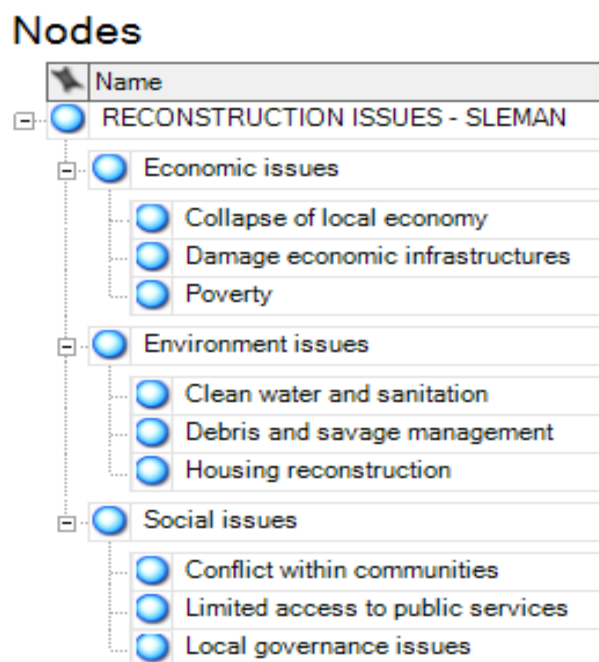 Nodes
Name
RECONSTRUCTION ISSUES - SLEMAN
Economic issues
Collapse of local economy
Damage economic infrastructures
Poverty
Environment issues
Clean water and sanitation
Debris and savage management
Housing reconstruction
Social issues
Conflict within communities
Limited access to public services
Local governance issues